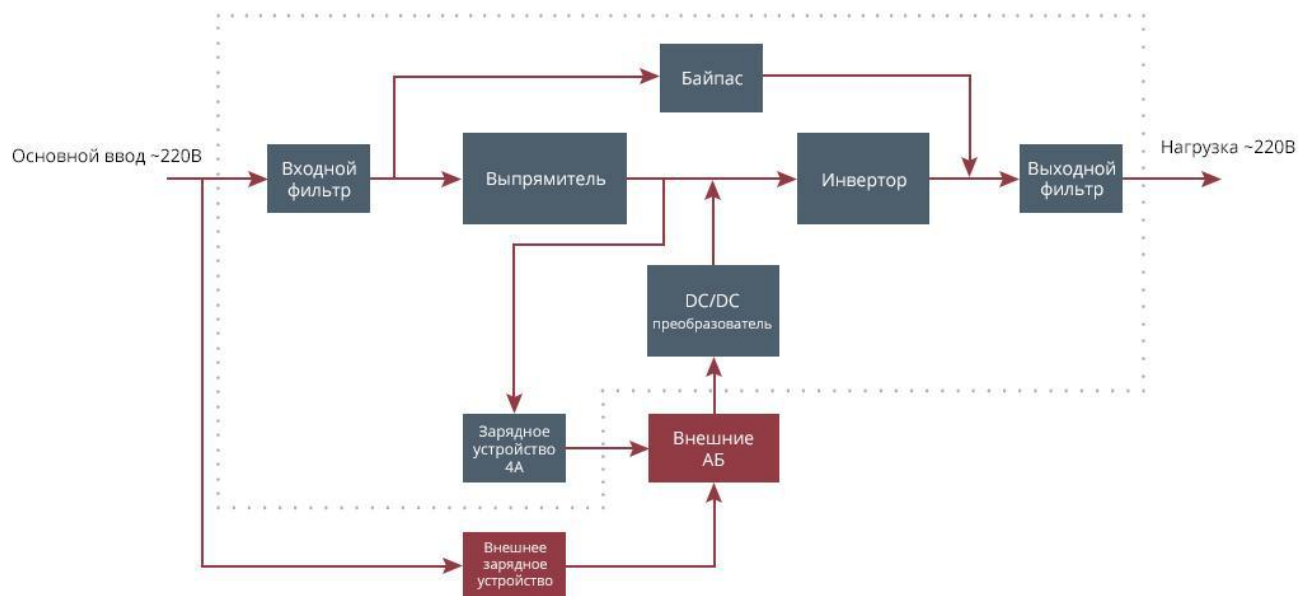 Байпас
Основной ввод ~220В
Входной
фильтр
Выпрямитель
Инвертор
Выходной
фильтр
Нагрузка ~220В
DC/DC
преобразователь
Зарядное
устройство
4А
Внешние
АБ
Внешнее
зарядное
устройство